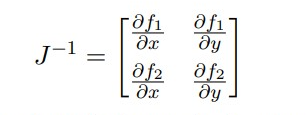 J⁻¹ = [ ∂f₁/∂x ∂f₁/∂y ]
[ ∂f₂/∂x ∂f₂/∂y ]